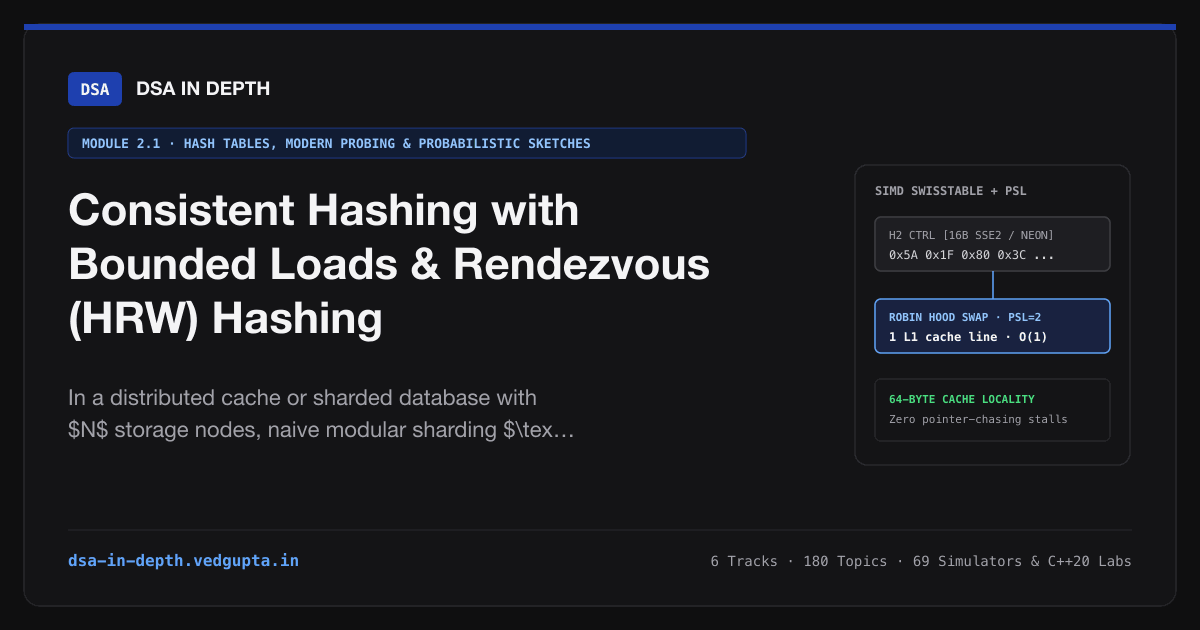 DSA
DSA IN DEPTH
MODULE 2.1 · HASH TABLES, MODERN PROBING & PROBABILISTIC SKETCHES
Consistent Hashing with
Bounded Loads & Rendezvous
(HRW) Hashing
In a distributed cache or sharded database with
$N$ storage nodes, naive modular sharding $\tex…
SIMD SWISSTABLE + PSL
H2 CTRL [16B SSE2 / NEON]
0x5A 0x1F 0x80 0x3C ...
ROBIN HOOD SWAP · PSL=2
1 L1 cache line · O(1)
64-BYTE CACHE LOCALITY
Zero pointer-chasing stalls
dsa-in-depth.vedgupta.in
6 Tracks · 180 Topics · 69 Simulators & C++20 Labs